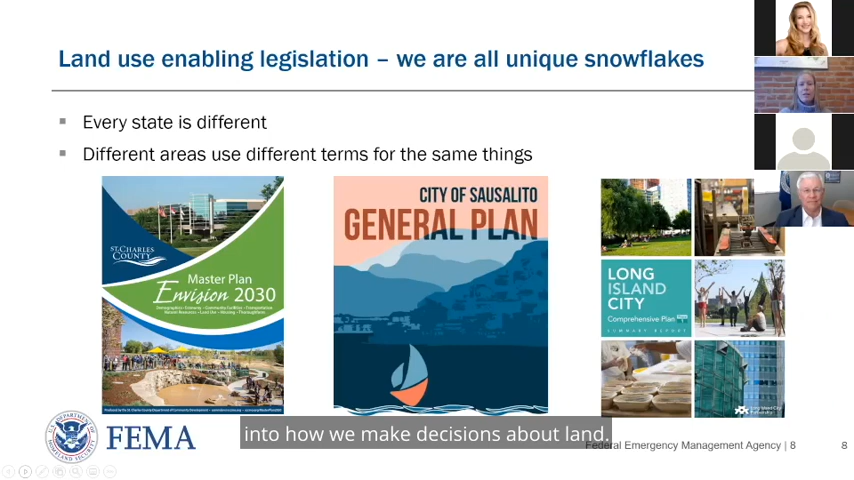 Land use enabling legislation – we are all unique snowflakes
Every state is different
Different areas use different terms for the same things
ST. CHARLES
COUNTY
Master Plan
Envision 2030
CITY OF SAUSALITO
GENERAL PLAN
LONG
ISLAND
CITY
Comprehensive Plan
SUMMARY REPORT
FEMA
into how we make decisions about land.
Federal Emergency Management Agency | 8
8